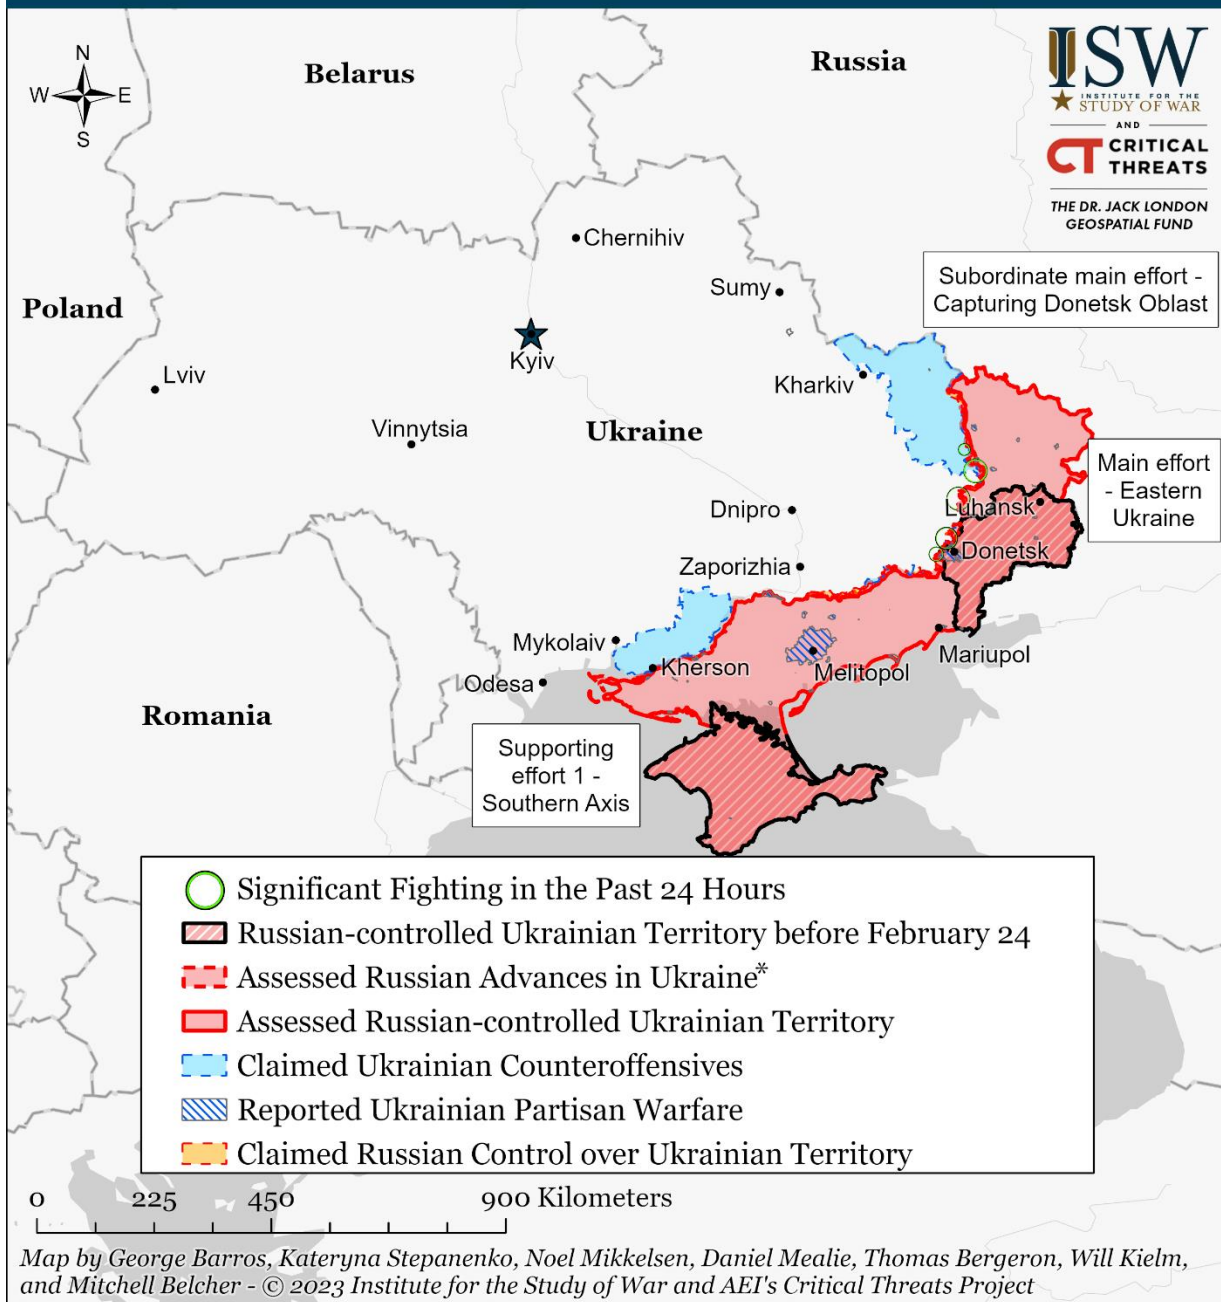 N
W
E
S
Belarus
Russia
ISW
INSTITUTE FOR THE
STUDY OF WAR
AND
CT CRITICAL
THREATS
THE DR. JACK LONDON
GEOSPATIAL FUND
Chernihiv
Subordinate main effort -
Capturing Donetsk Oblast
Sumy
Poland
Kyiv
Lviv
Kharkiv
Vinnytsia
Ukraine
Main effort
- Eastern
Ukraine
Luhansk
Dnipro
Donetsk
Zaporizhia
Mykolaiv
Mariupol
Kherson
Melitopol
Odesa
Romania
Supporting
effort 1 -
Southern Axis
Significant Fighting in the Past 24 Hours
Russian-controlled Ukrainian Territory before February 24
Assessed Russian Advances in Ukraine*
Assessed Russian-controlled Ukrainian Territory
Claimed Ukrainian Counteroffensives
Reported Ukrainian Partisan Warfare
Claimed Russian Control over Ukrainian Territory
0 225 450 900 Kilometers
Map by George Barros, Kateryna Stepanenko, Noel Mikkelsen, Daniel Mealie, Thomas Bergeron, Will Kielm,
and Mitchell Belcher - © 2023 Institute for the Study of War and AEI's Critical Threats Project